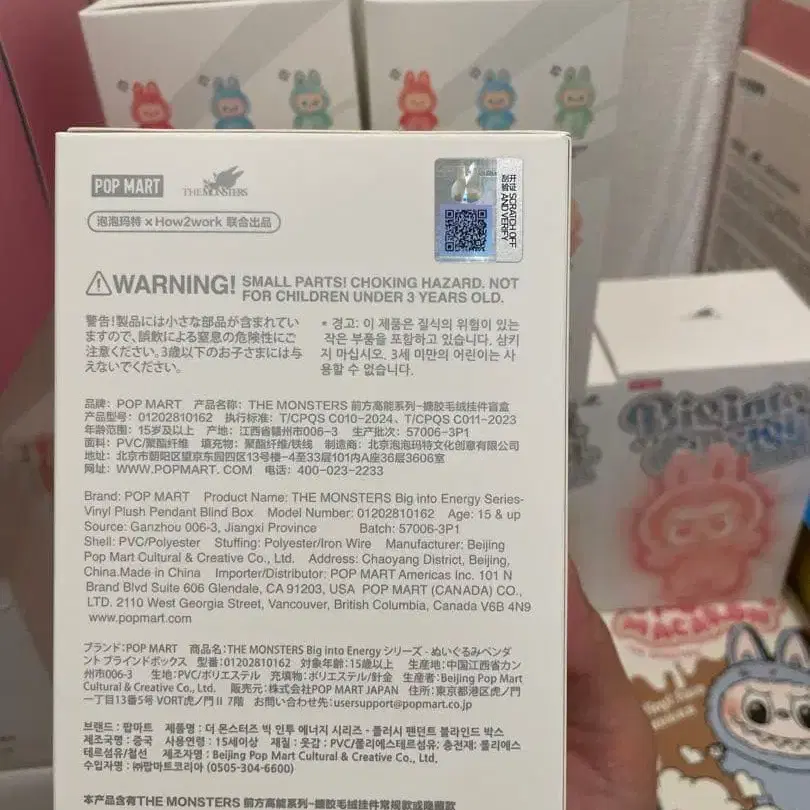 POP MART
THE MONSTERS
泡泡玛特 × How2work 联合出品
SCRATCH OFF
AND VERIFY
⚠WARNING! SMALL PARTS! CHOKING HAZARD. NOT
FOR CHILDREN UNDER 3 YEARS OLD.
警告!製品には小さな部品が含まれてい
ますので、誤飲による窒息の危険性にご
注意ください。3歳以下のお子さまには与
えないでください。
* 경고: 이 제품은 질식의 위험이 있는
작은 부품을 포함하고 있습니다. 삼키
지 마십시오. 3세 미만의 어린이는 사
용할 수 없습니다.
品牌: POP MART 产品名称: THE MONSTERS 前方高能系列-搪胶毛绒挂件盲盒
产品型号: 01202810162 执行标准: T/CPQS C010-2024、T/CPQS C011-2023
年龄范围: 15岁及以上 产地: 江西省赣州市006-3 生产批次: 57006-3P1
面料: PVC/聚酯纤维 填充物: 聚酯纤维/铁线 制造商: 北京泡泡玛特文化创意有限公司
地址: 北京市朝阳区望京东园四区13号楼-4至33层101内A座36层3606室
网址: WWW.POPMART.COM 电话: 400-023-2233
Brand: POP MART Product Name: THE MONSTERS Big into Energy Series-
Vinyl Plush Pendant Blind Box Model Number: 01202810162 Age: 15 & up
Source: Ganzhou 006-3, Jiangxi Province Batch: 57006-3P1
Shell: PVC/Polyester Stuffing: Polyester/Iron Wire Manufacturer: Beijing
Pop Mart Cultural & Creative Co., Ltd. Address: Chaoyang District, Beijing,
China.Made in China Importer/Distributor: POP MART Americas Inc. 101 N
Brand Blvd Suite 606 Glendale, CA 91203, USA POP MART (CANADA) CO.,
LTD. 2110 West Georgia Street, Vancouver, British Columbia, Canada V6B 4N9
www.popmart.com
ブランド:POP MART 商品名:THE MONSTERS Big into Energy シリーズ - ぬいぐるみペンダ
ント ブラインドボックス 型番:01202810162 対象年齢:15歳以上 生産地:中国江西省カン
州市006-3 生地:PVC/ポリエステル 充填物:ポリエステル/針金 生産者:Beijing Pop Mart
Cultural & Creative Co., Ltd. 販売元:株式会社POP MART JAPAN 住所:東京都港区虎ノ門
一丁目13番5号 VORT虎ノ門II 7階 お問い合わせ先:usersupport@popmart.co.jp
브랜드 : 팝마트 제품명 : 더 몬스터즈 빅 인투 에너지 시리즈 - 플러시 펜던트 블라인드 박스
제조국명 : 중국 사용연령 : 15세이상 재질 : 겉감 : PVC/폴리에스테르섬유; 충전재: 폴리에스
테르섬유/철선 제조자명 : Beijing Pop Mart Cultural & Creative Co., Ltd.
수입자명 : ㈜팝마트코리아 (0505-304-6600)
本产品含有THE MONSTERS 前方高能系列-搪胶毛绒挂件常规款或隐藏款
Big into